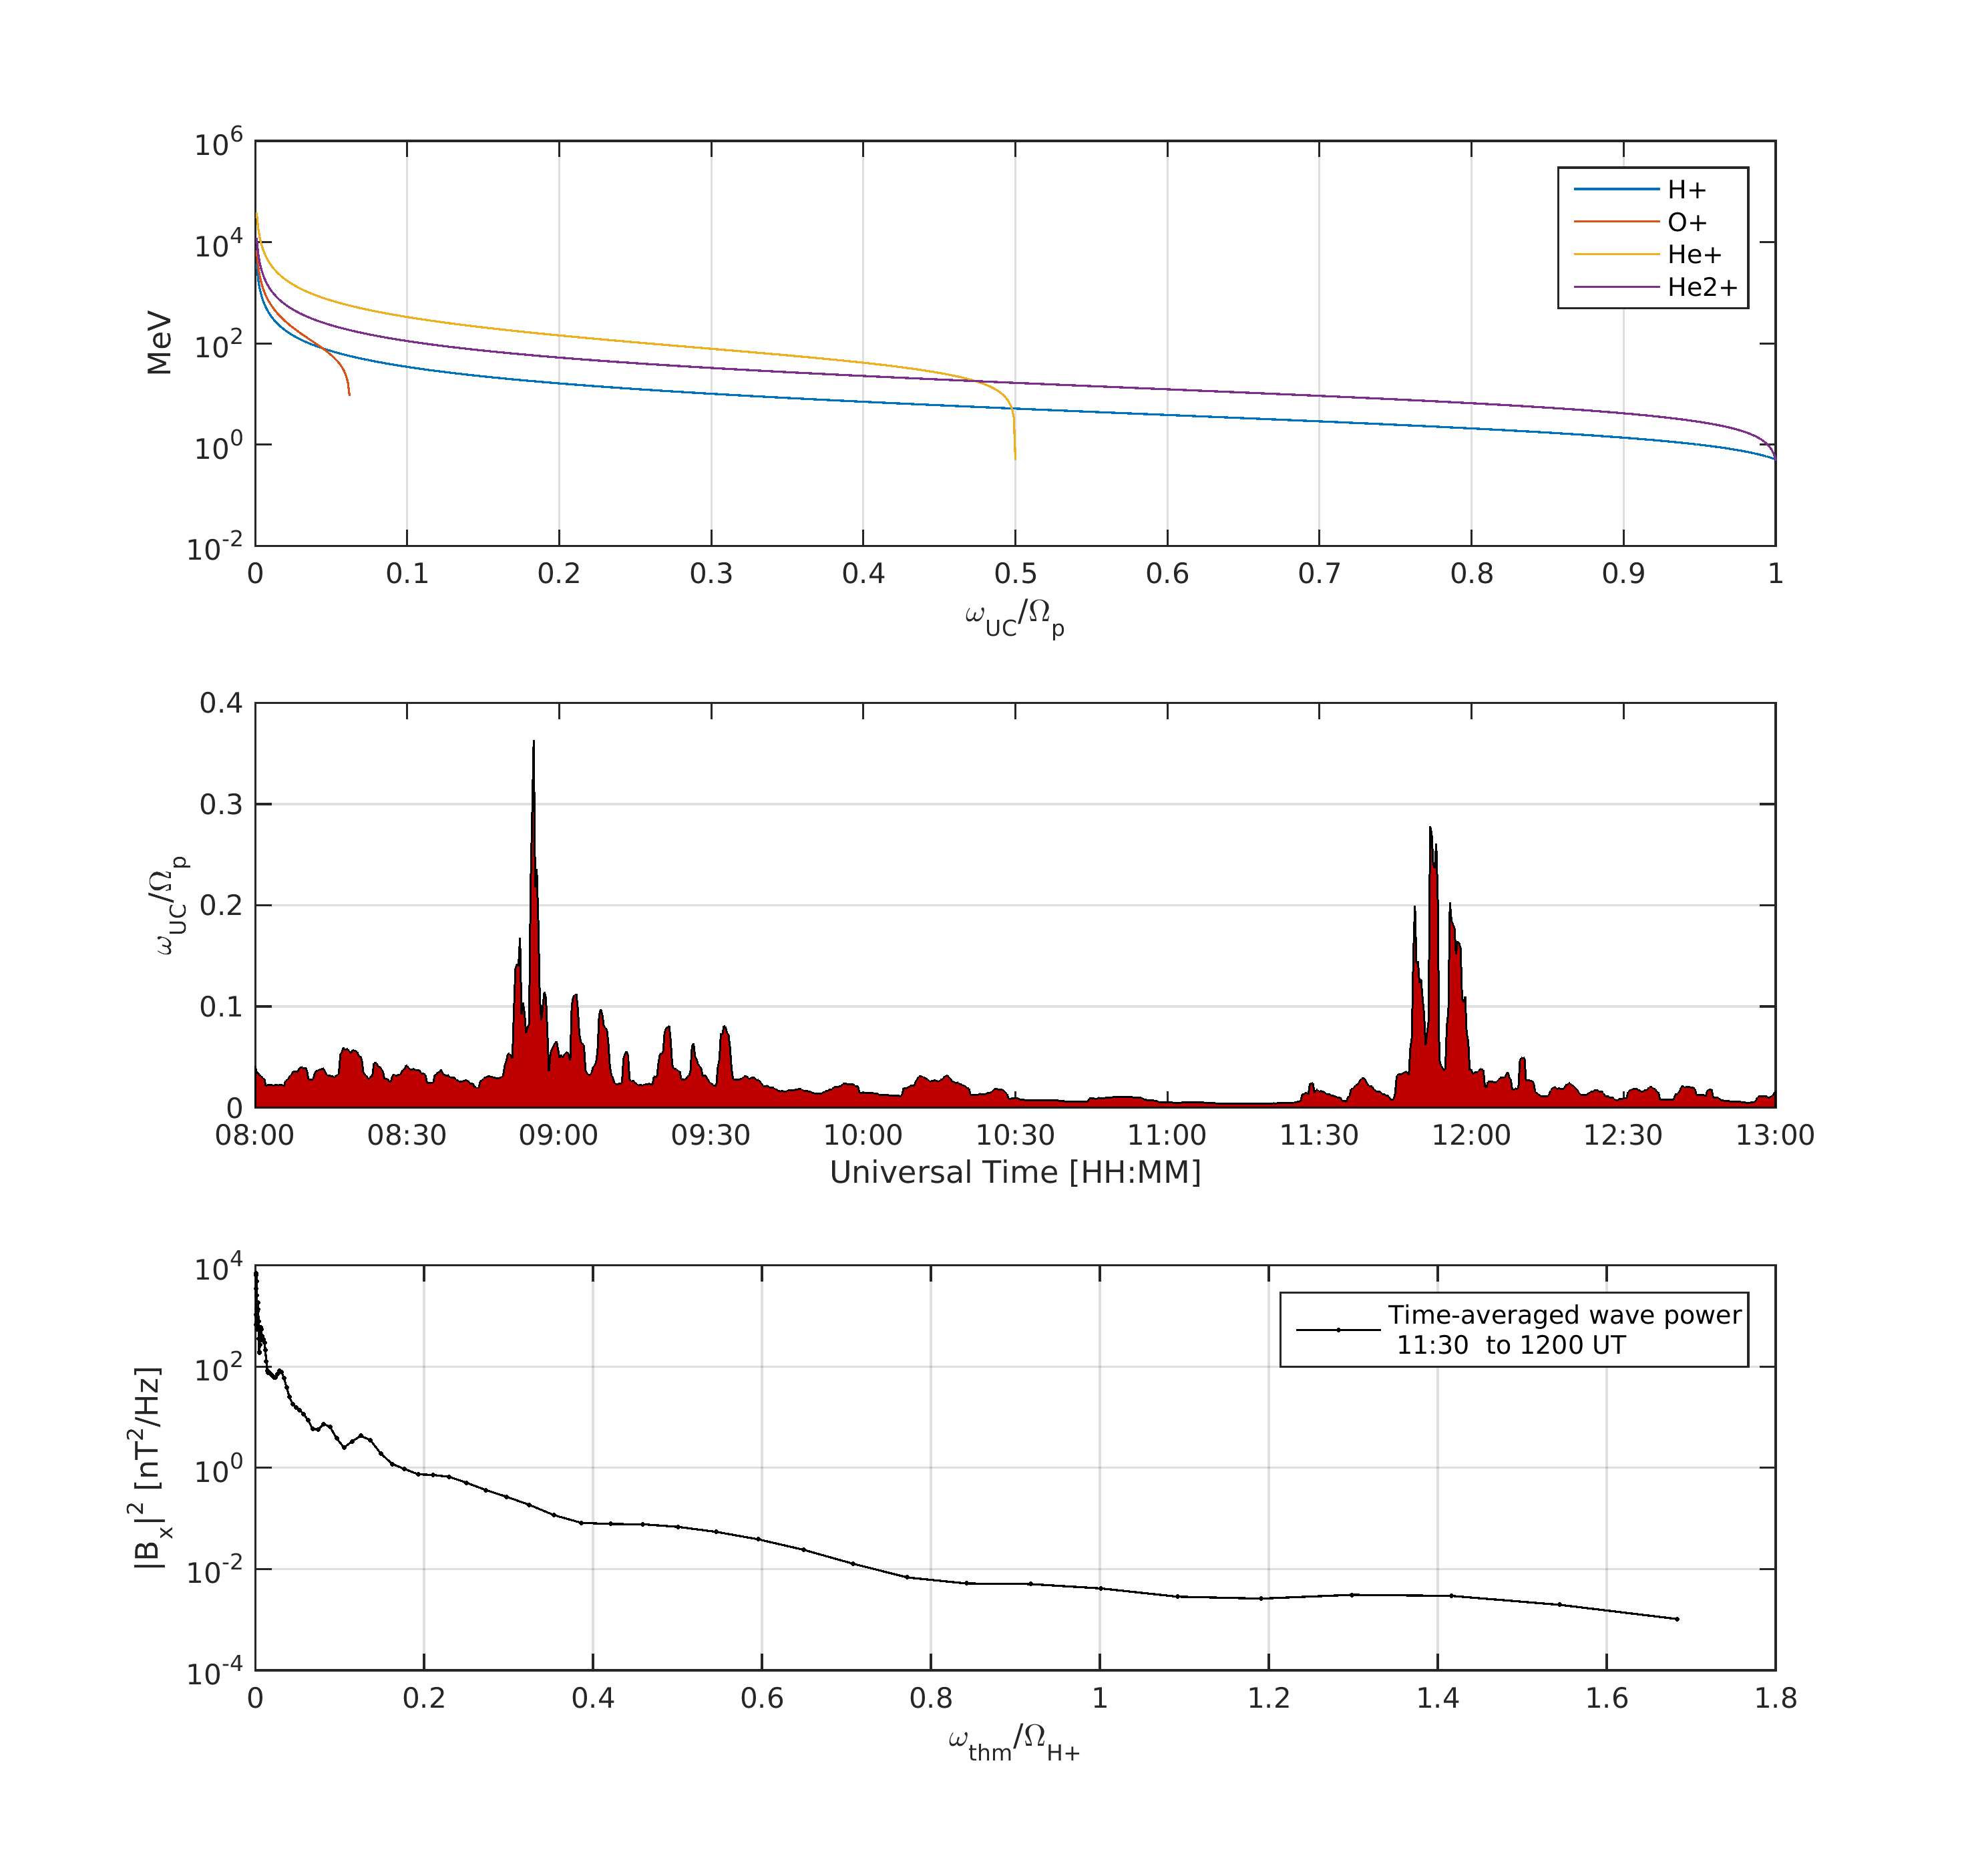 10^6
10^4
10^2
10^0
10^-2
MeV
H+
O+
He+
He2+
0 0.1 0.2 0.3 0.4 0.5 0.6 0.7 0.8 0.9 1
ω_UC/Ω_p
0.4
0.3
0.2
0.1
0
ω_UC/Ω_p
08:00 08:30 09:00 09:30 10:00 10:30 11:00 11:30 12:00 12:30 13:00
Universal Time [HH:MM]
10^4
10^2
10^0
10^-2
10^-4
|B_x|^2 [nT^2/Hz]
Time-averaged wave power
11:30 to 1200 UT
0 0.2 0.4 0.6 0.8 1 1.2 1.4 1.6 1.8
ω_thm/Ω_H+